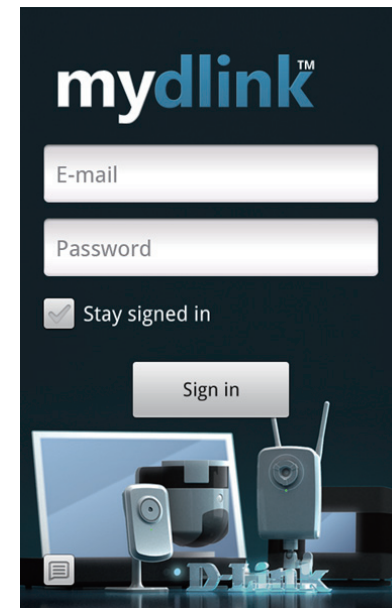 mydlink™
E-mail
Password
Stay signed in
Sign in
D-Link